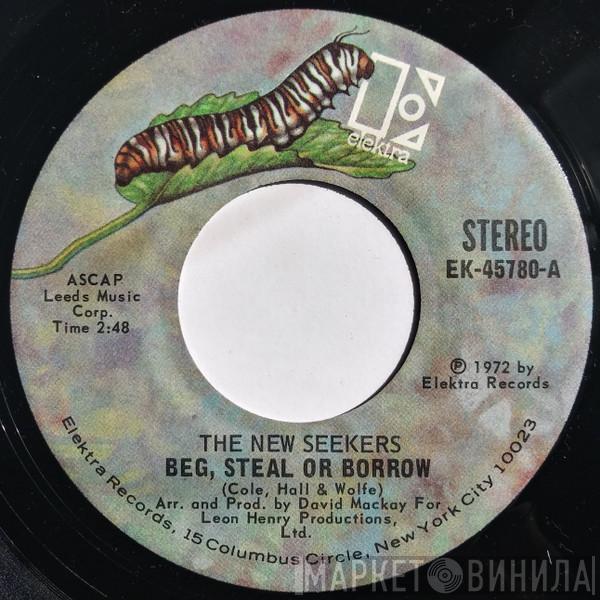 elektra
STEREO
EK-45780-A
ASCAP
Leeds Music
Corp.
Time 2:48
℗ 1972 by
Elektra Records
THE NEW SEEKERS
BEG, STEAL OR BORROW
(Cole, Hall & Wolfe)
Arr. and Prod. by David Mackay For
Leon Henry Productions,
Ltd.
Elektra Records, 15 Columbus Circle, New York City 10023
МАРКЕТ ВИНИЛА